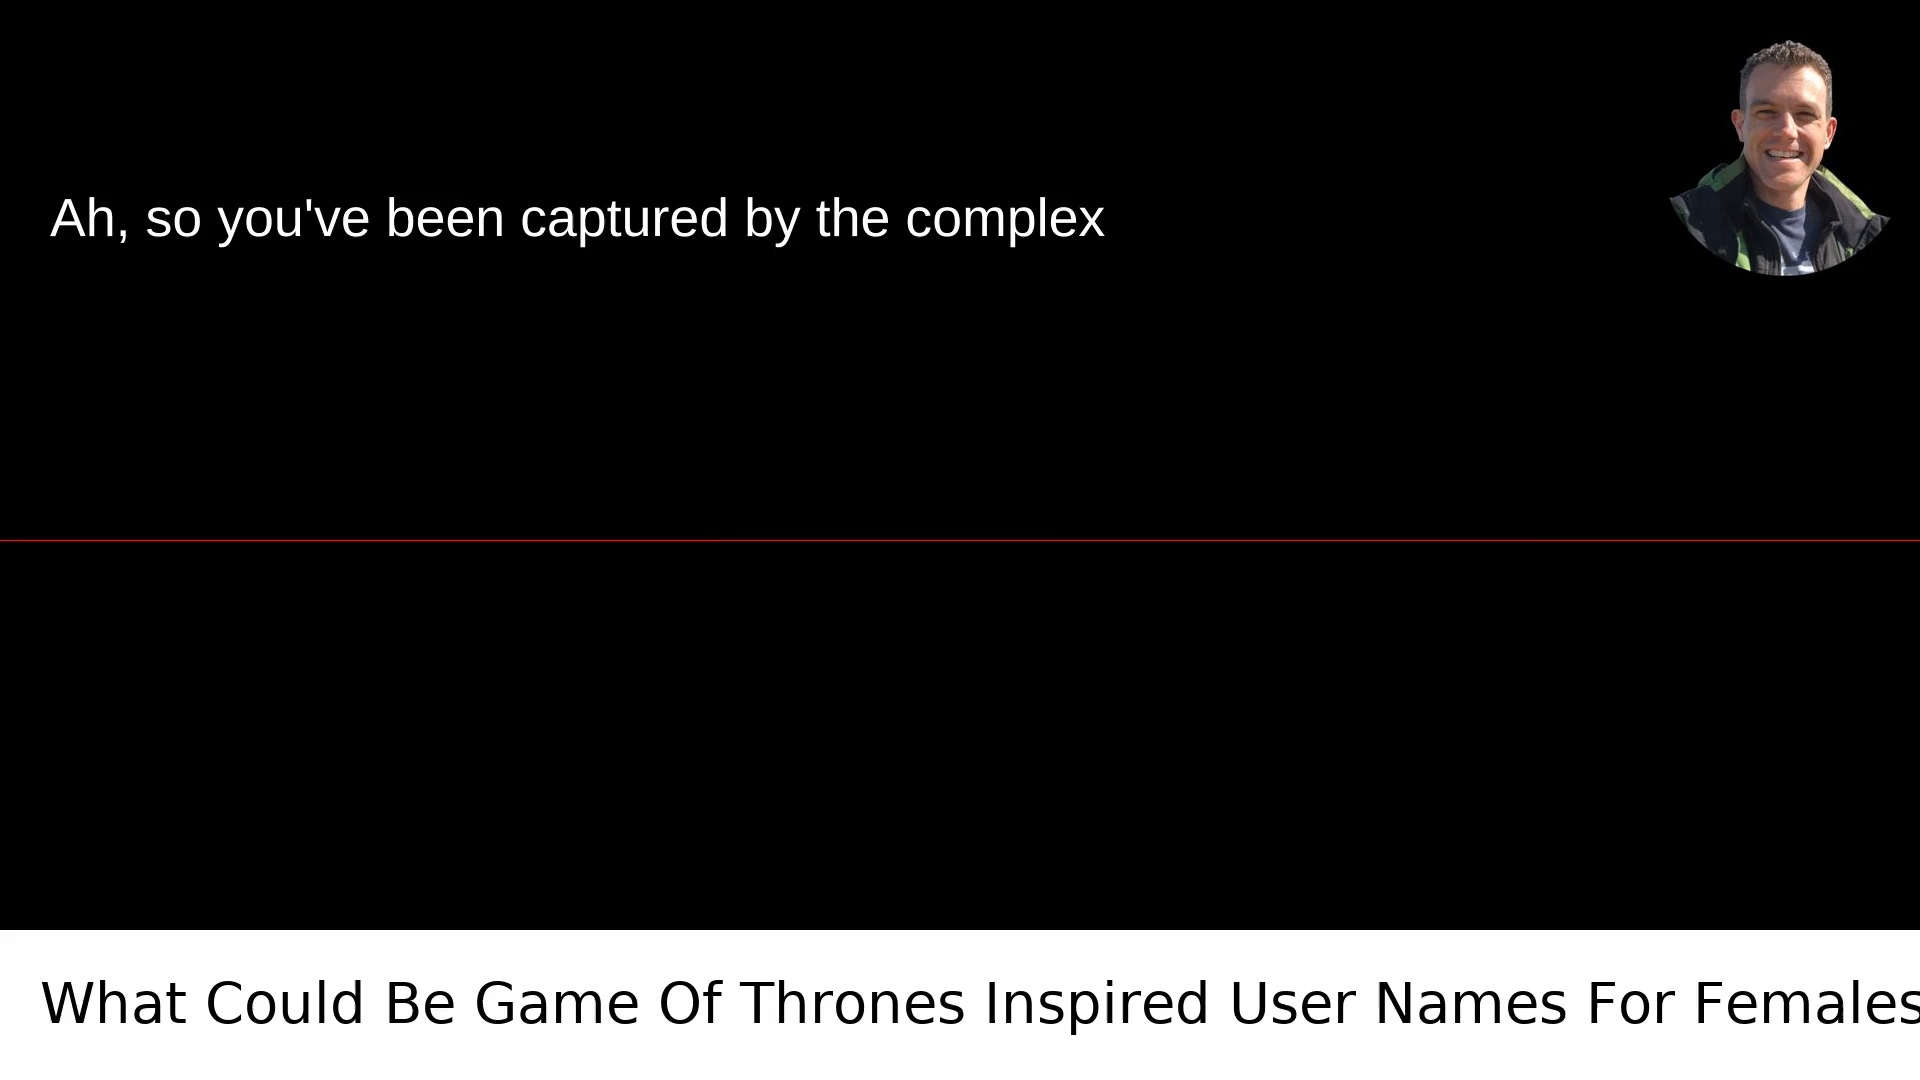 Ah, so you've been captured by the complex
What Could Be Game Of Thrones Inspired User Names For Females